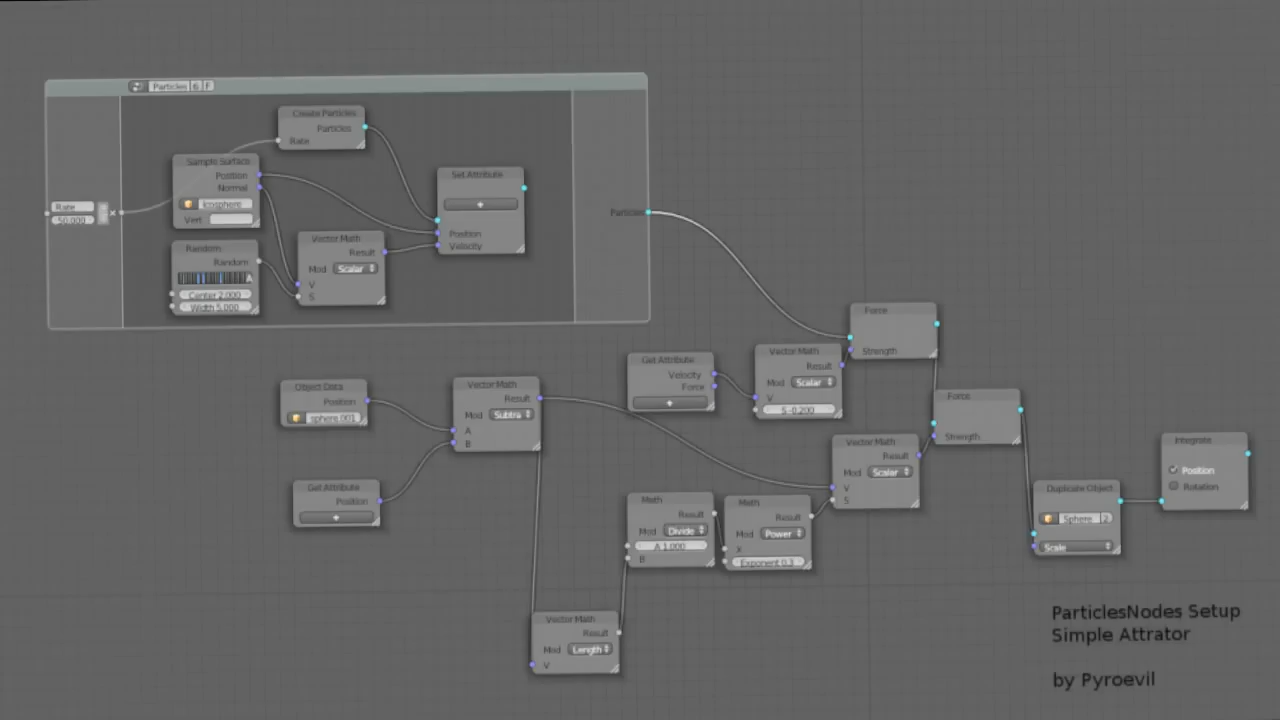 Particles 6 F
Create Particles
Particles
Rate
Sample Surface
Position
Normal
Icosphere
Vert
Rate
50.000
Set Attribute
Position
Velocity
Particles
Random
Random
A
Center 2.000
Width 5.000
Vector Math
Result
Mod Scalar
V
S
Force
Strength
Object Data
Position
sphere.001
Vector Math
Result
Mod Subtra
A
B
Get Attribute
Velocity
Force
Vector Math
Result
Mod Scalar
V
S -0.200
Force
Strength
Get Attribute
Position
Vector Math
Result
Mod Scalar
V
S
Integrate
Position
Rotation
Math
Result
Mod Divide
A 1.000
B
Math
Result
Mod Power
X
Exponent 0.3
Duplicate Object
Sphere 2
Scale
Vector Math
Result
Mod Length
V
ParticlesNodes Setup
Simple Attrator
by Pyroevil